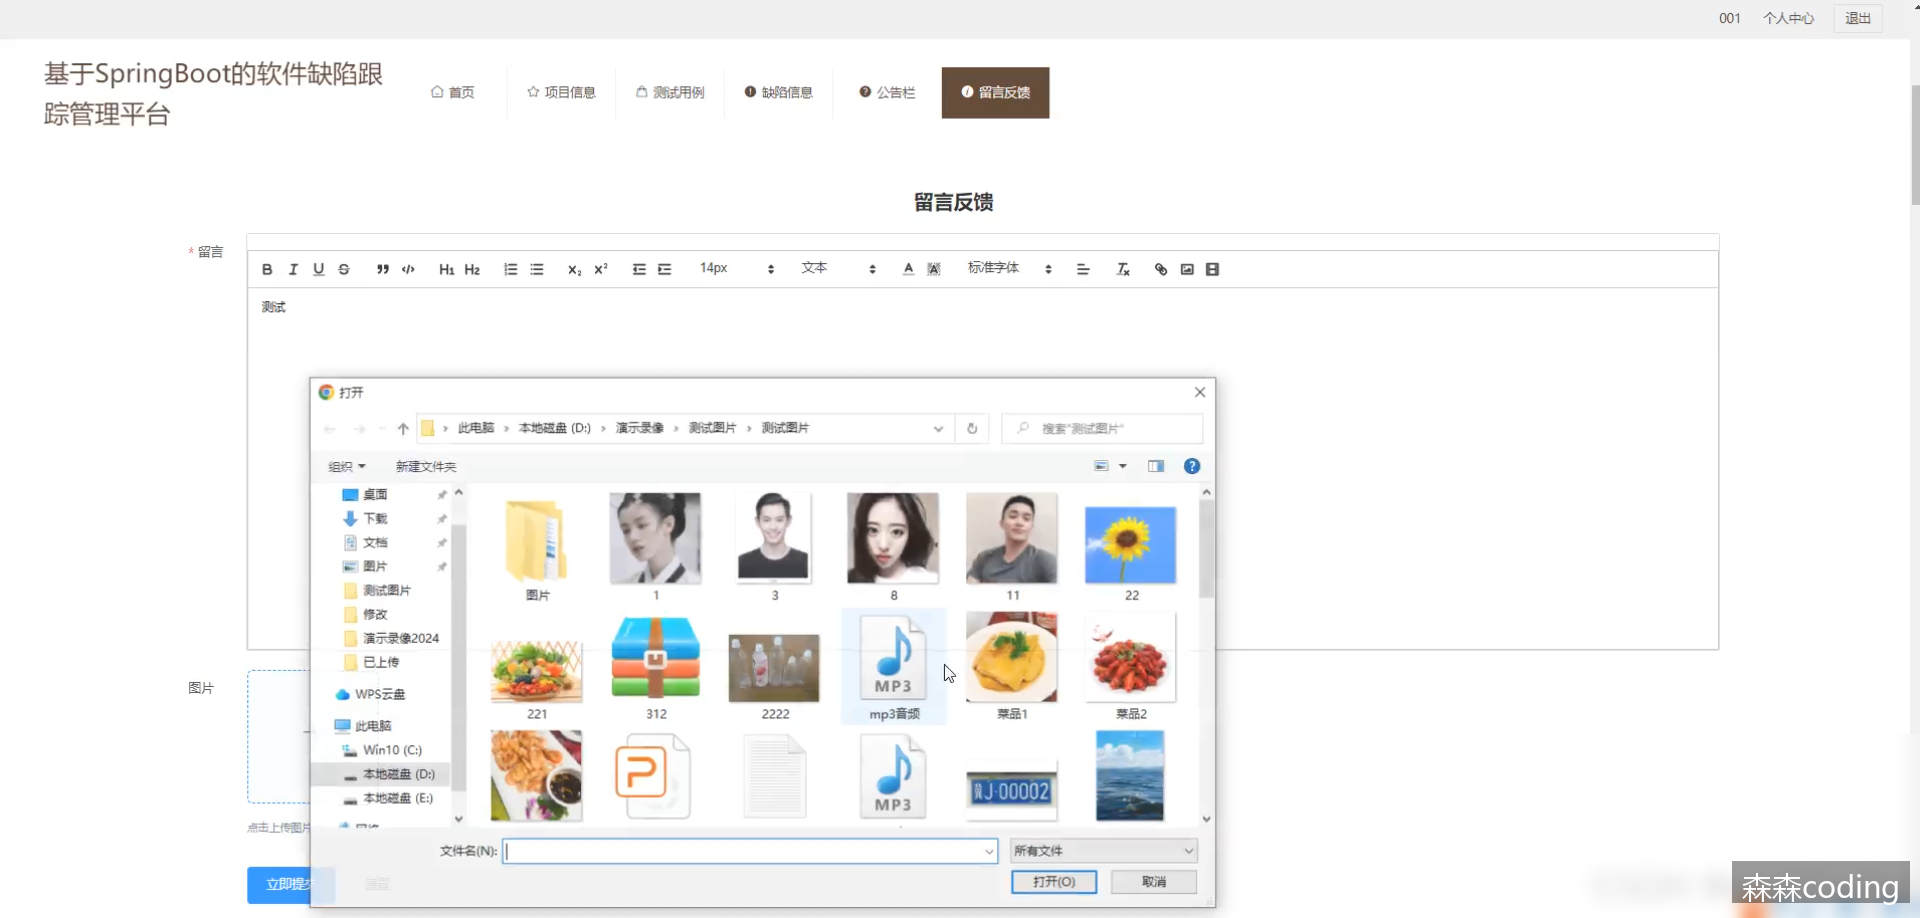 001 个人中心 退出
基于SpringBoot的软件缺陷跟
踪管理平台
首页 项目信息 测试用例 缺陷信息 公告栏 留言反馈
留言反馈
* 留言
B I U S H1 H2 X2 X2 14px 文本 A A 标准字体 Tx
测试
打开
此电脑 本地磁盘 (D:) 演示录像 测试图片 测试图片
搜索"测试图片"
组织 新建文件夹
桌面
下载
文档
图片
测试图片
修改
演示录像2024
已上传
WPS云盘
此电脑
Win10 (C:)
本地磁盘 (D:)
本地磁盘 (E:)
图片 1 3 8 11 22
MP3
221 312 2222 mp3音频 菜品1 菜品2
P
MP3
J·00002
图片
点击上传图片
文件名(N): 所有文件
打开(O) 取消
立即提交
重置
森森coding